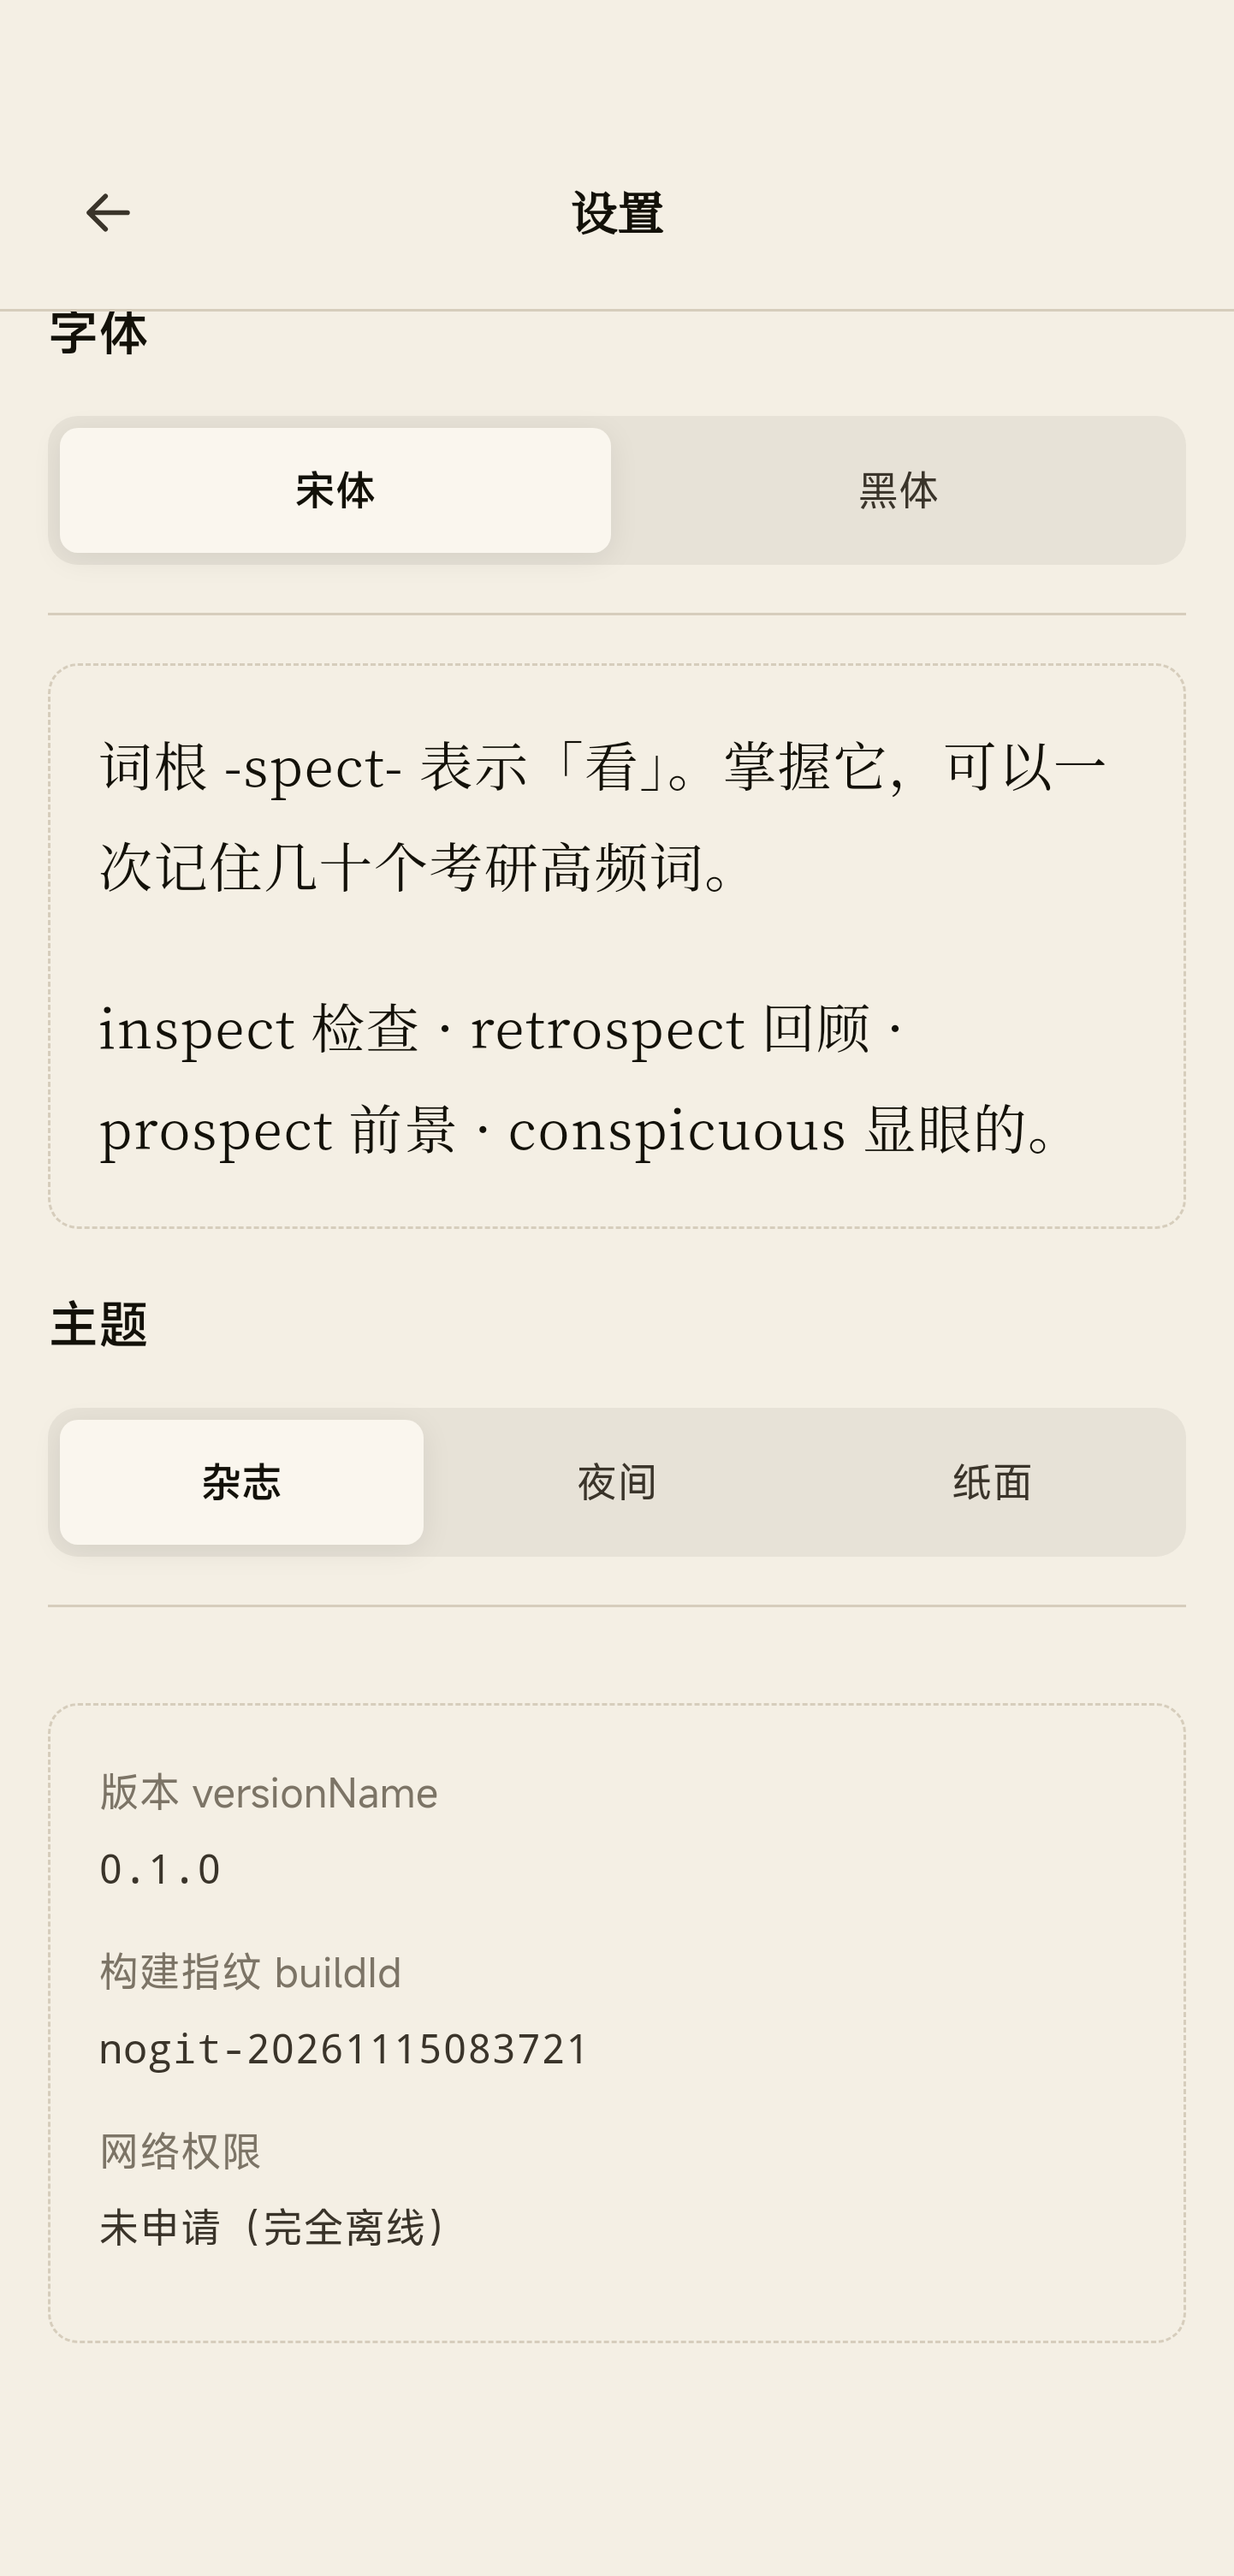 设置
字体
宋体
黑体
词根 -spect- 表示「看」。掌握它，可以一
次记住几十个考研高频词。
inspect 检查 · retrospect 回顾 ·
prospect 前景 · conspicuous 显眼的。
主题
杂志
夜间
纸面
版本 versionName
0.1.0
构建指纹 buildId
nogit-20261115083721
网络权限
未申请（完全离线）